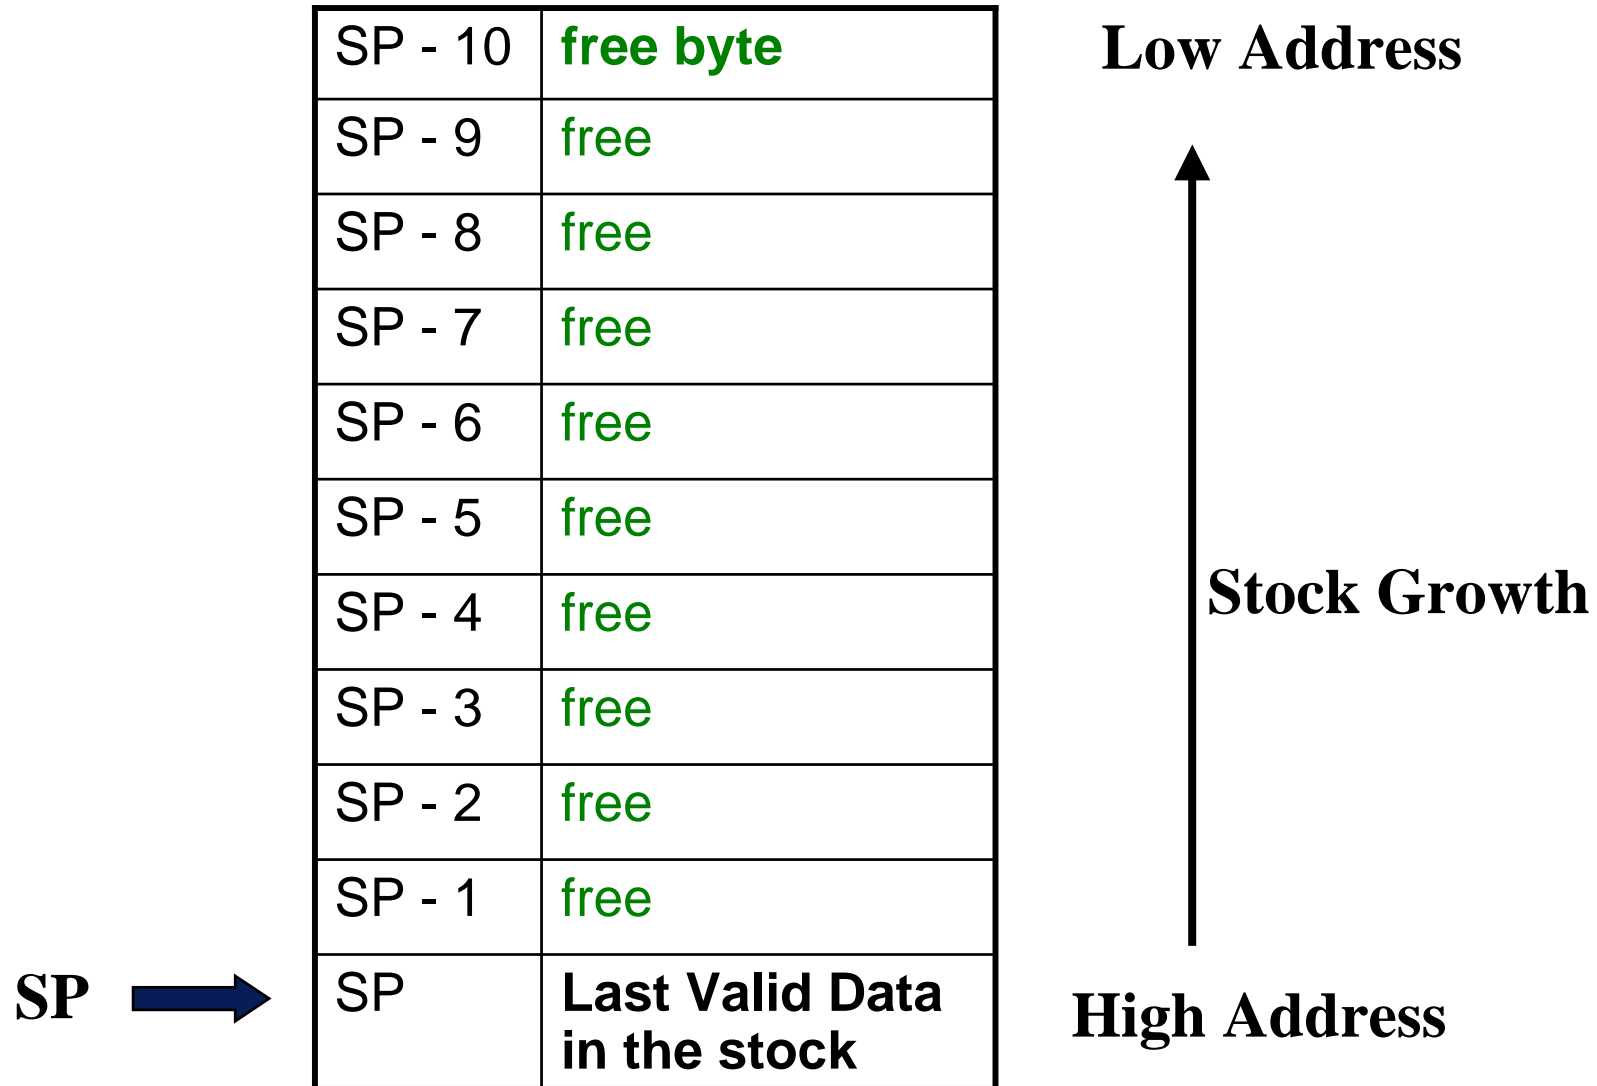 SP - 10 free byte Low Address
SP - 9 free
SP - 8 free
SP - 7 free
SP - 6 free
SP - 5 free
SP - 4 free Stock Growth
SP - 3 free
SP - 2 free
SP - 1 free
SP SP Last Valid Data High Address
in the stock